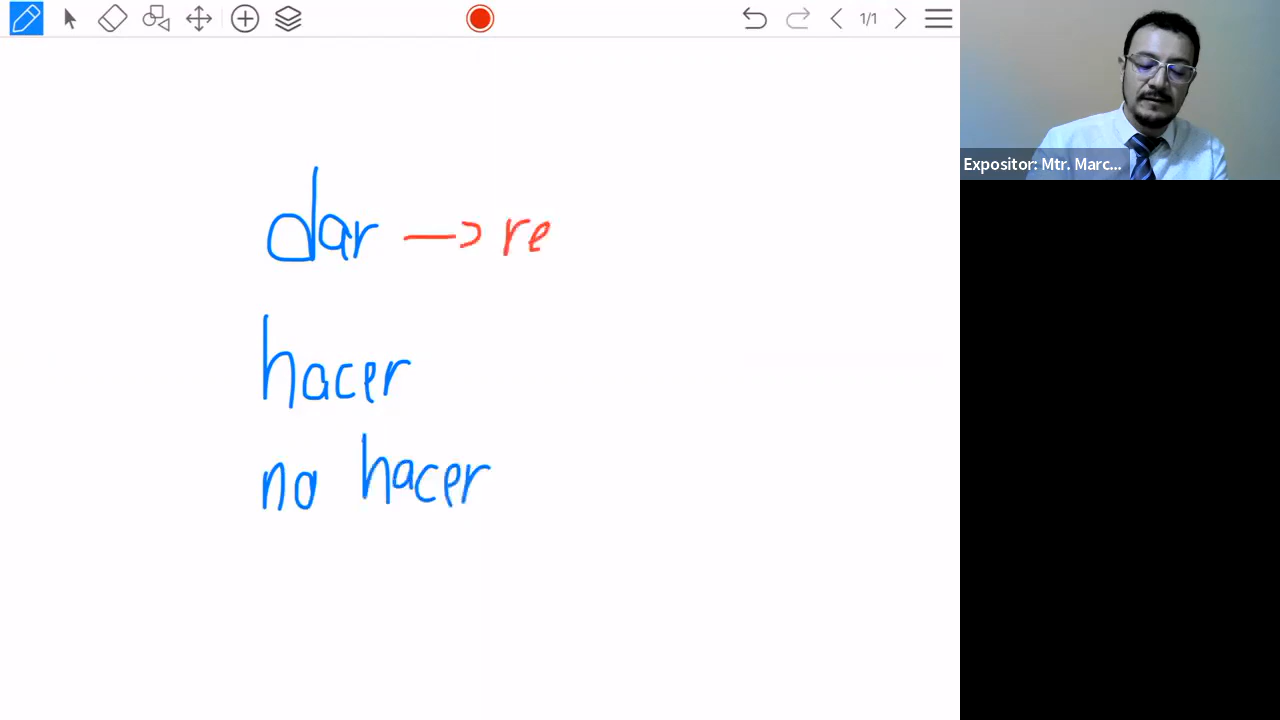 1/1
Expositor: Mtr. Marc...
dar → re
hacer
no hacer